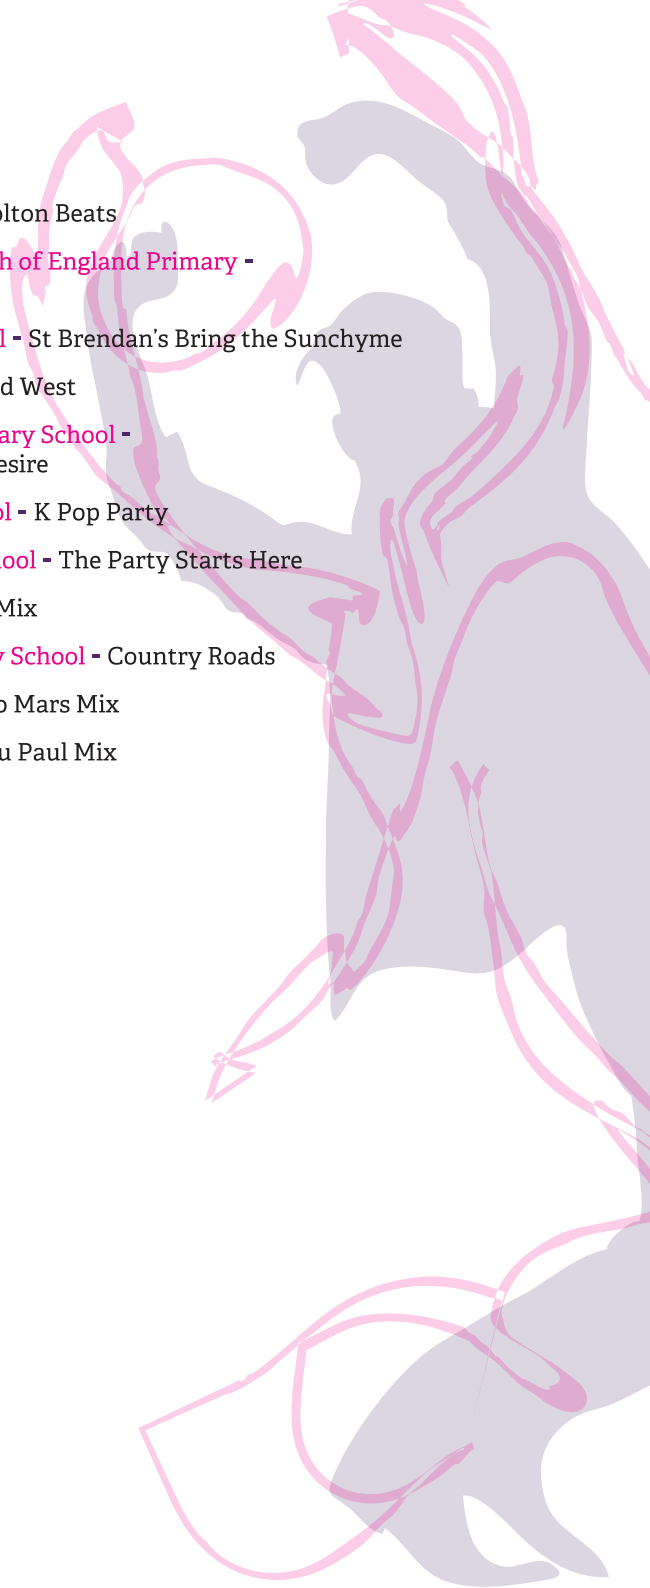 lton Beats
h of England Primary -
l - St Brendan’s Bring the Sunchyme
d West
ary School -
esire
ol - K Pop Party
ool - The Party Starts Here
Mix
y School - Country Roads
o Mars Mix
u Paul Mix